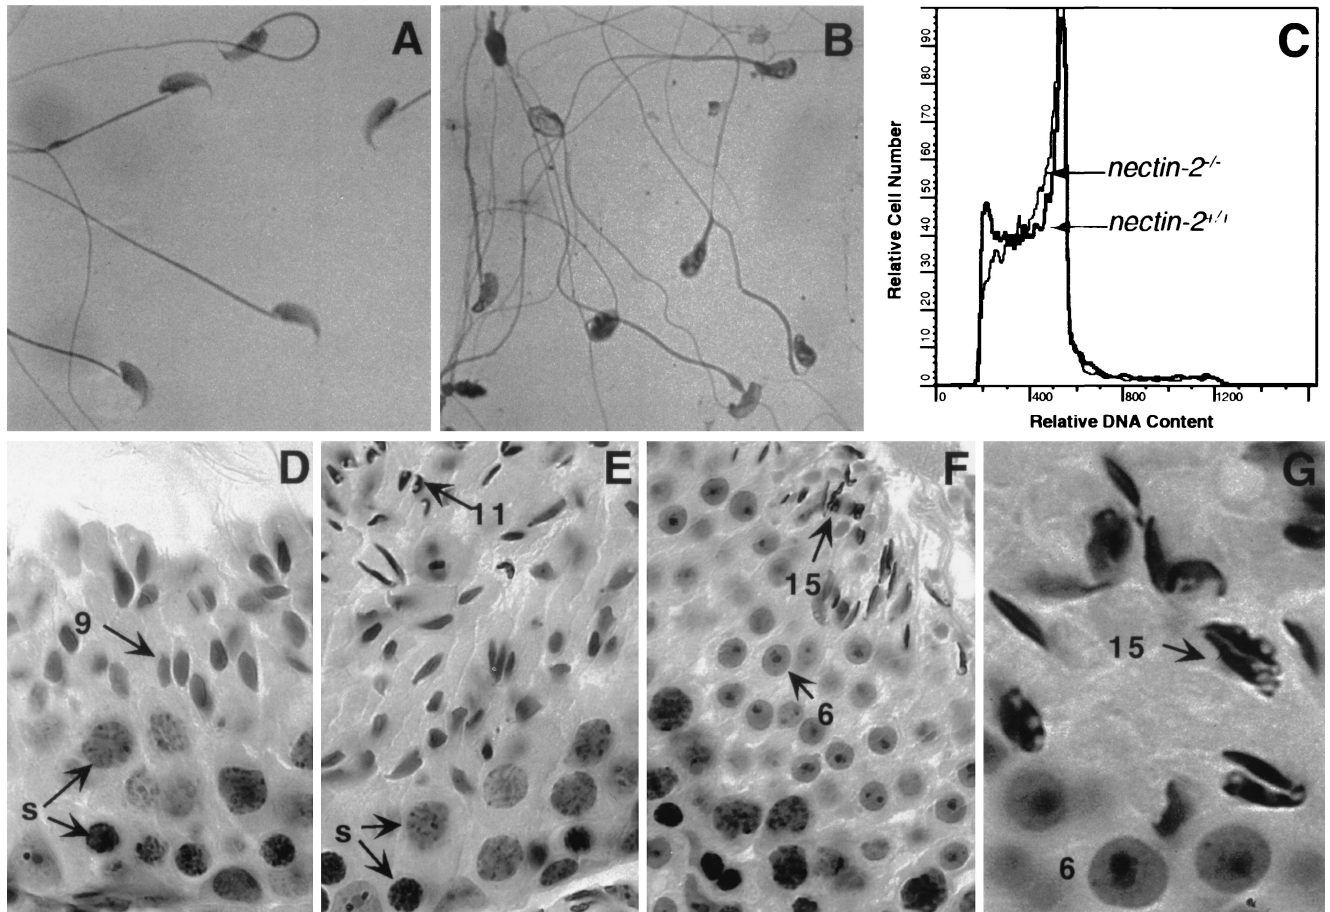 A
B
C
Relative Cell Number
0 10 20 30 40 50 60 70 80 90
nectin-2-/-
nectin-2+/+
0 400 800 1200
Relative DNA Content
D
9
s
E
11
s
F
15
6
G
15
6